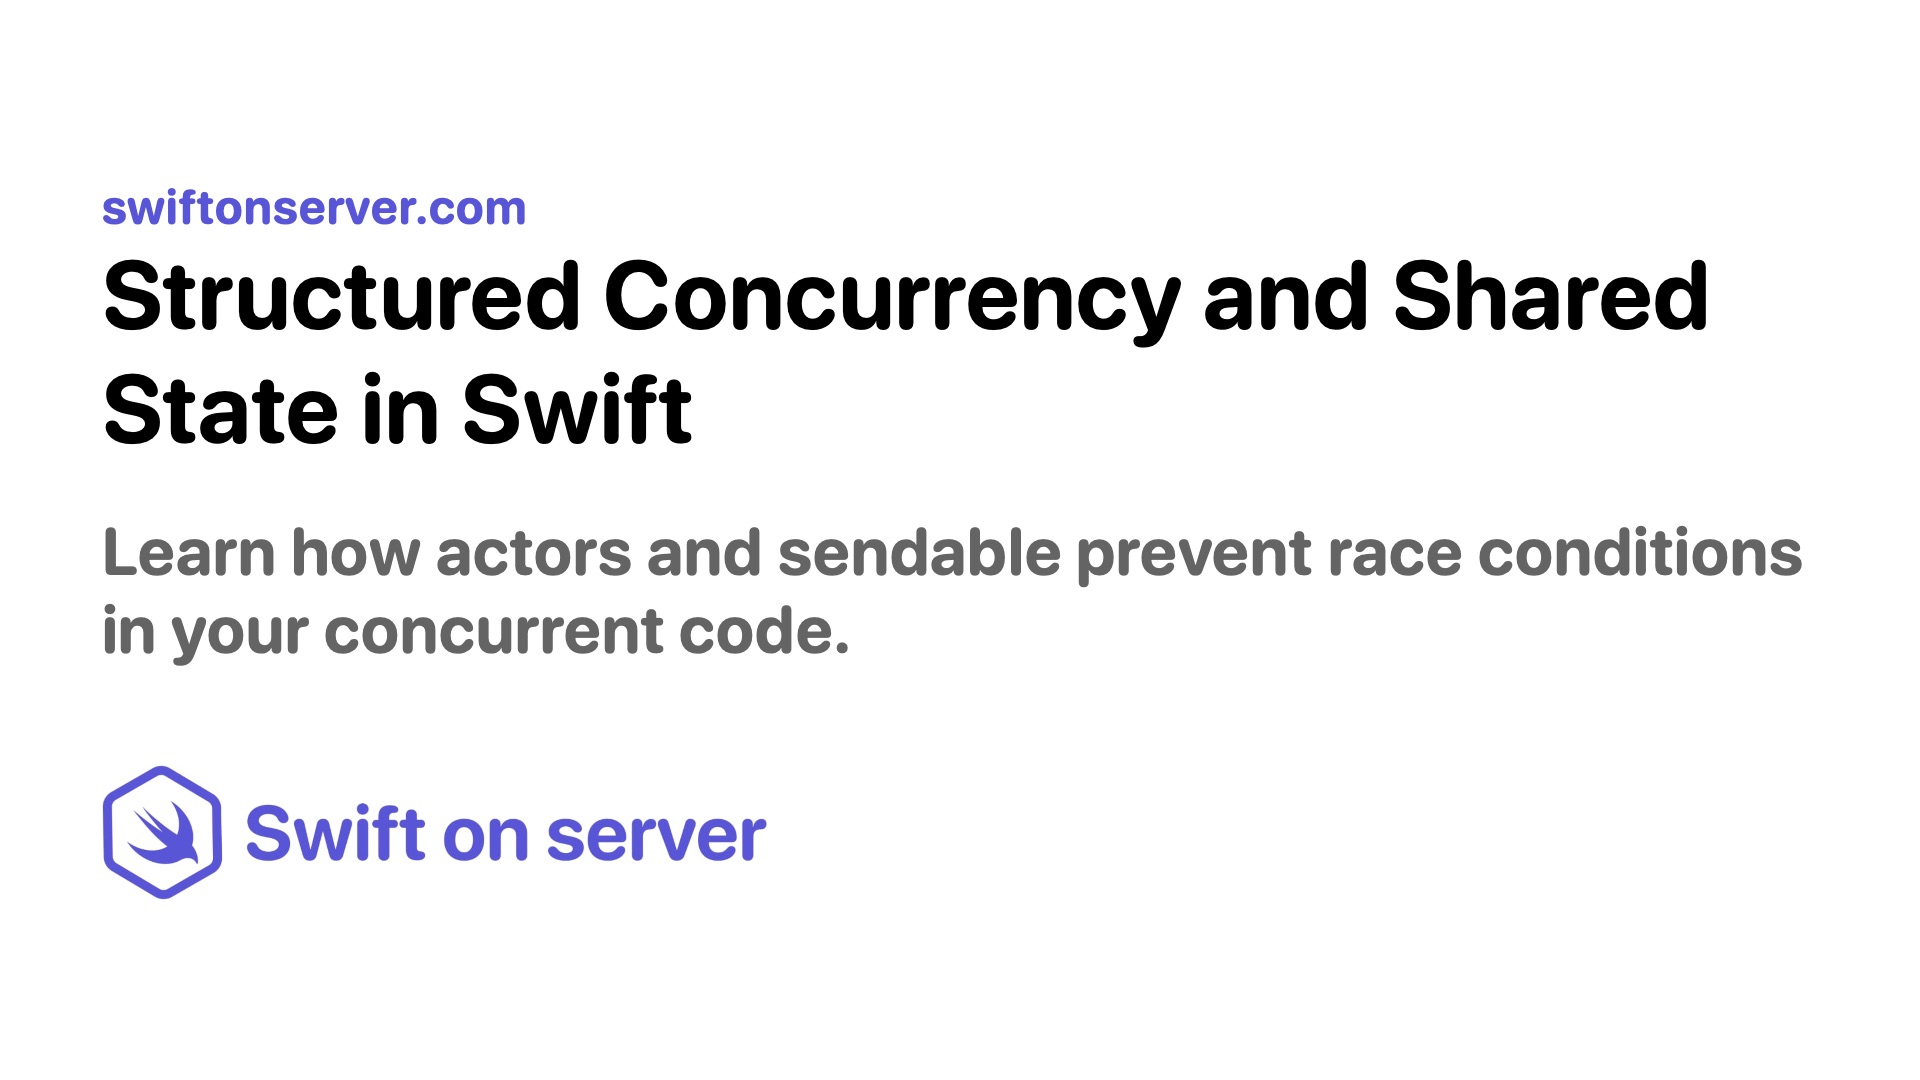 swiftonserver.com
Structured Concurrency and Shared
State in Swift
Learn how actors and sendable prevent race conditions
in your concurrent code.
Swift on server